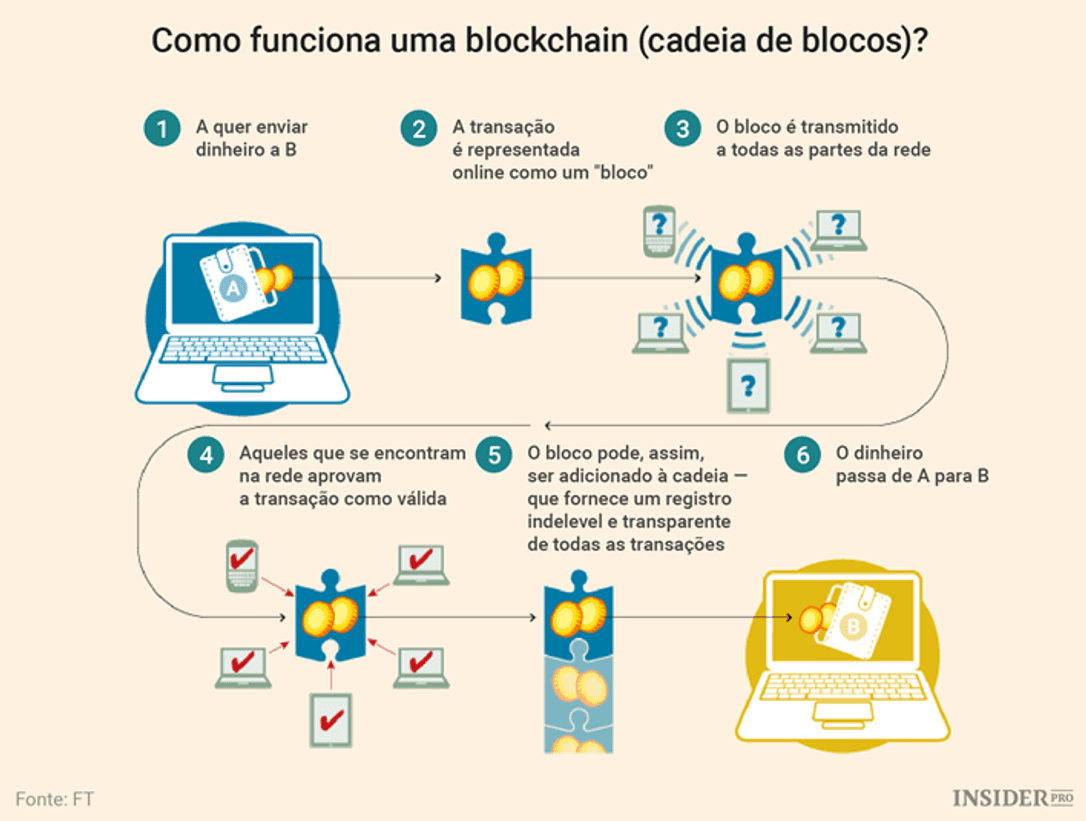 Como funciona uma blockchain (cadeia de blocos)?
1
A quer enviar
dinheiro a B
2
A transação
é representada
online como um "bloco"
3
O bloco é transmitido
a todas as partes da rede
A
?
?
?
?
?
4
Aqueles que se encontram
na rede aprovam
a transação como válida
5
O bloco pode, assim,
ser adicionado à cadeia —
que fornece um registro
indelevel e transparente
de todas as transações
6
O dinheiro
passa de A para B
B
Fonte: FT
INSIDER PRO